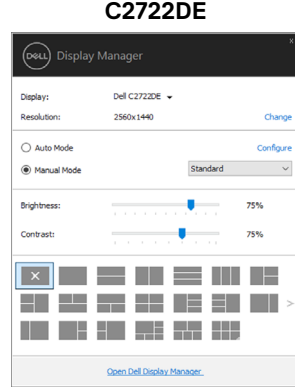 C2722DE
x
DELL Display Manager
Display: Dell C2722DE
Resolution: 2560x1440 Change
Auto Mode Configure
Manual Mode Standard
Brightness: 75%
Contrast: 75%
>
Open Dell Display Manager